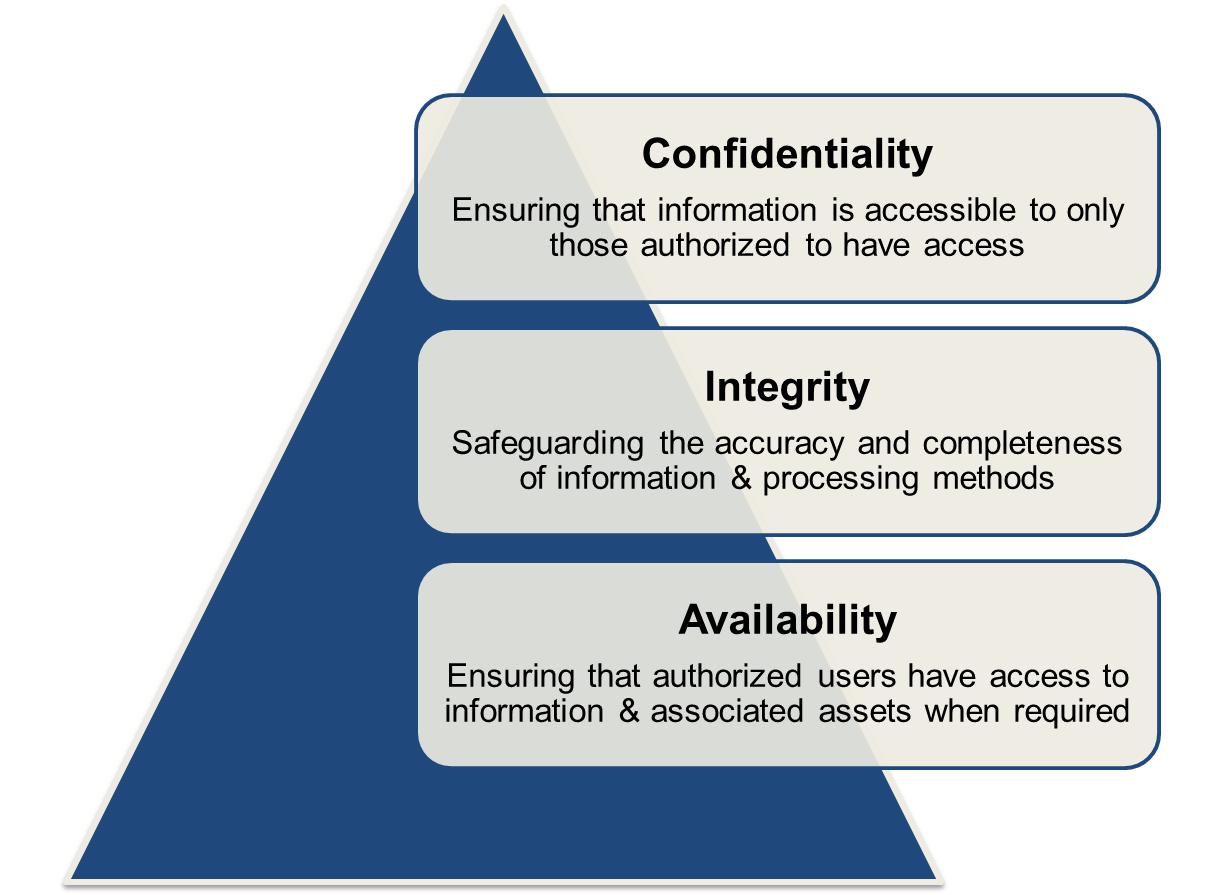 Confidentiality
Ensuring that information is accessible to only
those authorized to have access
Integrity
Safeguarding the accuracy and completeness
of information & processing methods
Availability
Ensuring that authorized users have access to
information & associated assets when required